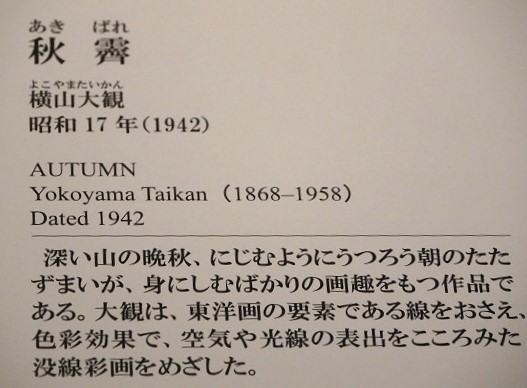 あき ばれ
秋 霽
よこやまたいかん
横山大観
昭和 17 年(1942)
AUTUMN
Yokoyama Taikan (1868–1958)
Dated 1942
深い山の晩秋、にじむようにうつろう朝のたた
ずまいが、身にしむばかりの画趣をもつ作品で
ある。大観は、東洋画の要素である線をおさえ、
色彩効果で、空気や光線の表出をこころみた
没線彩画をめざした。